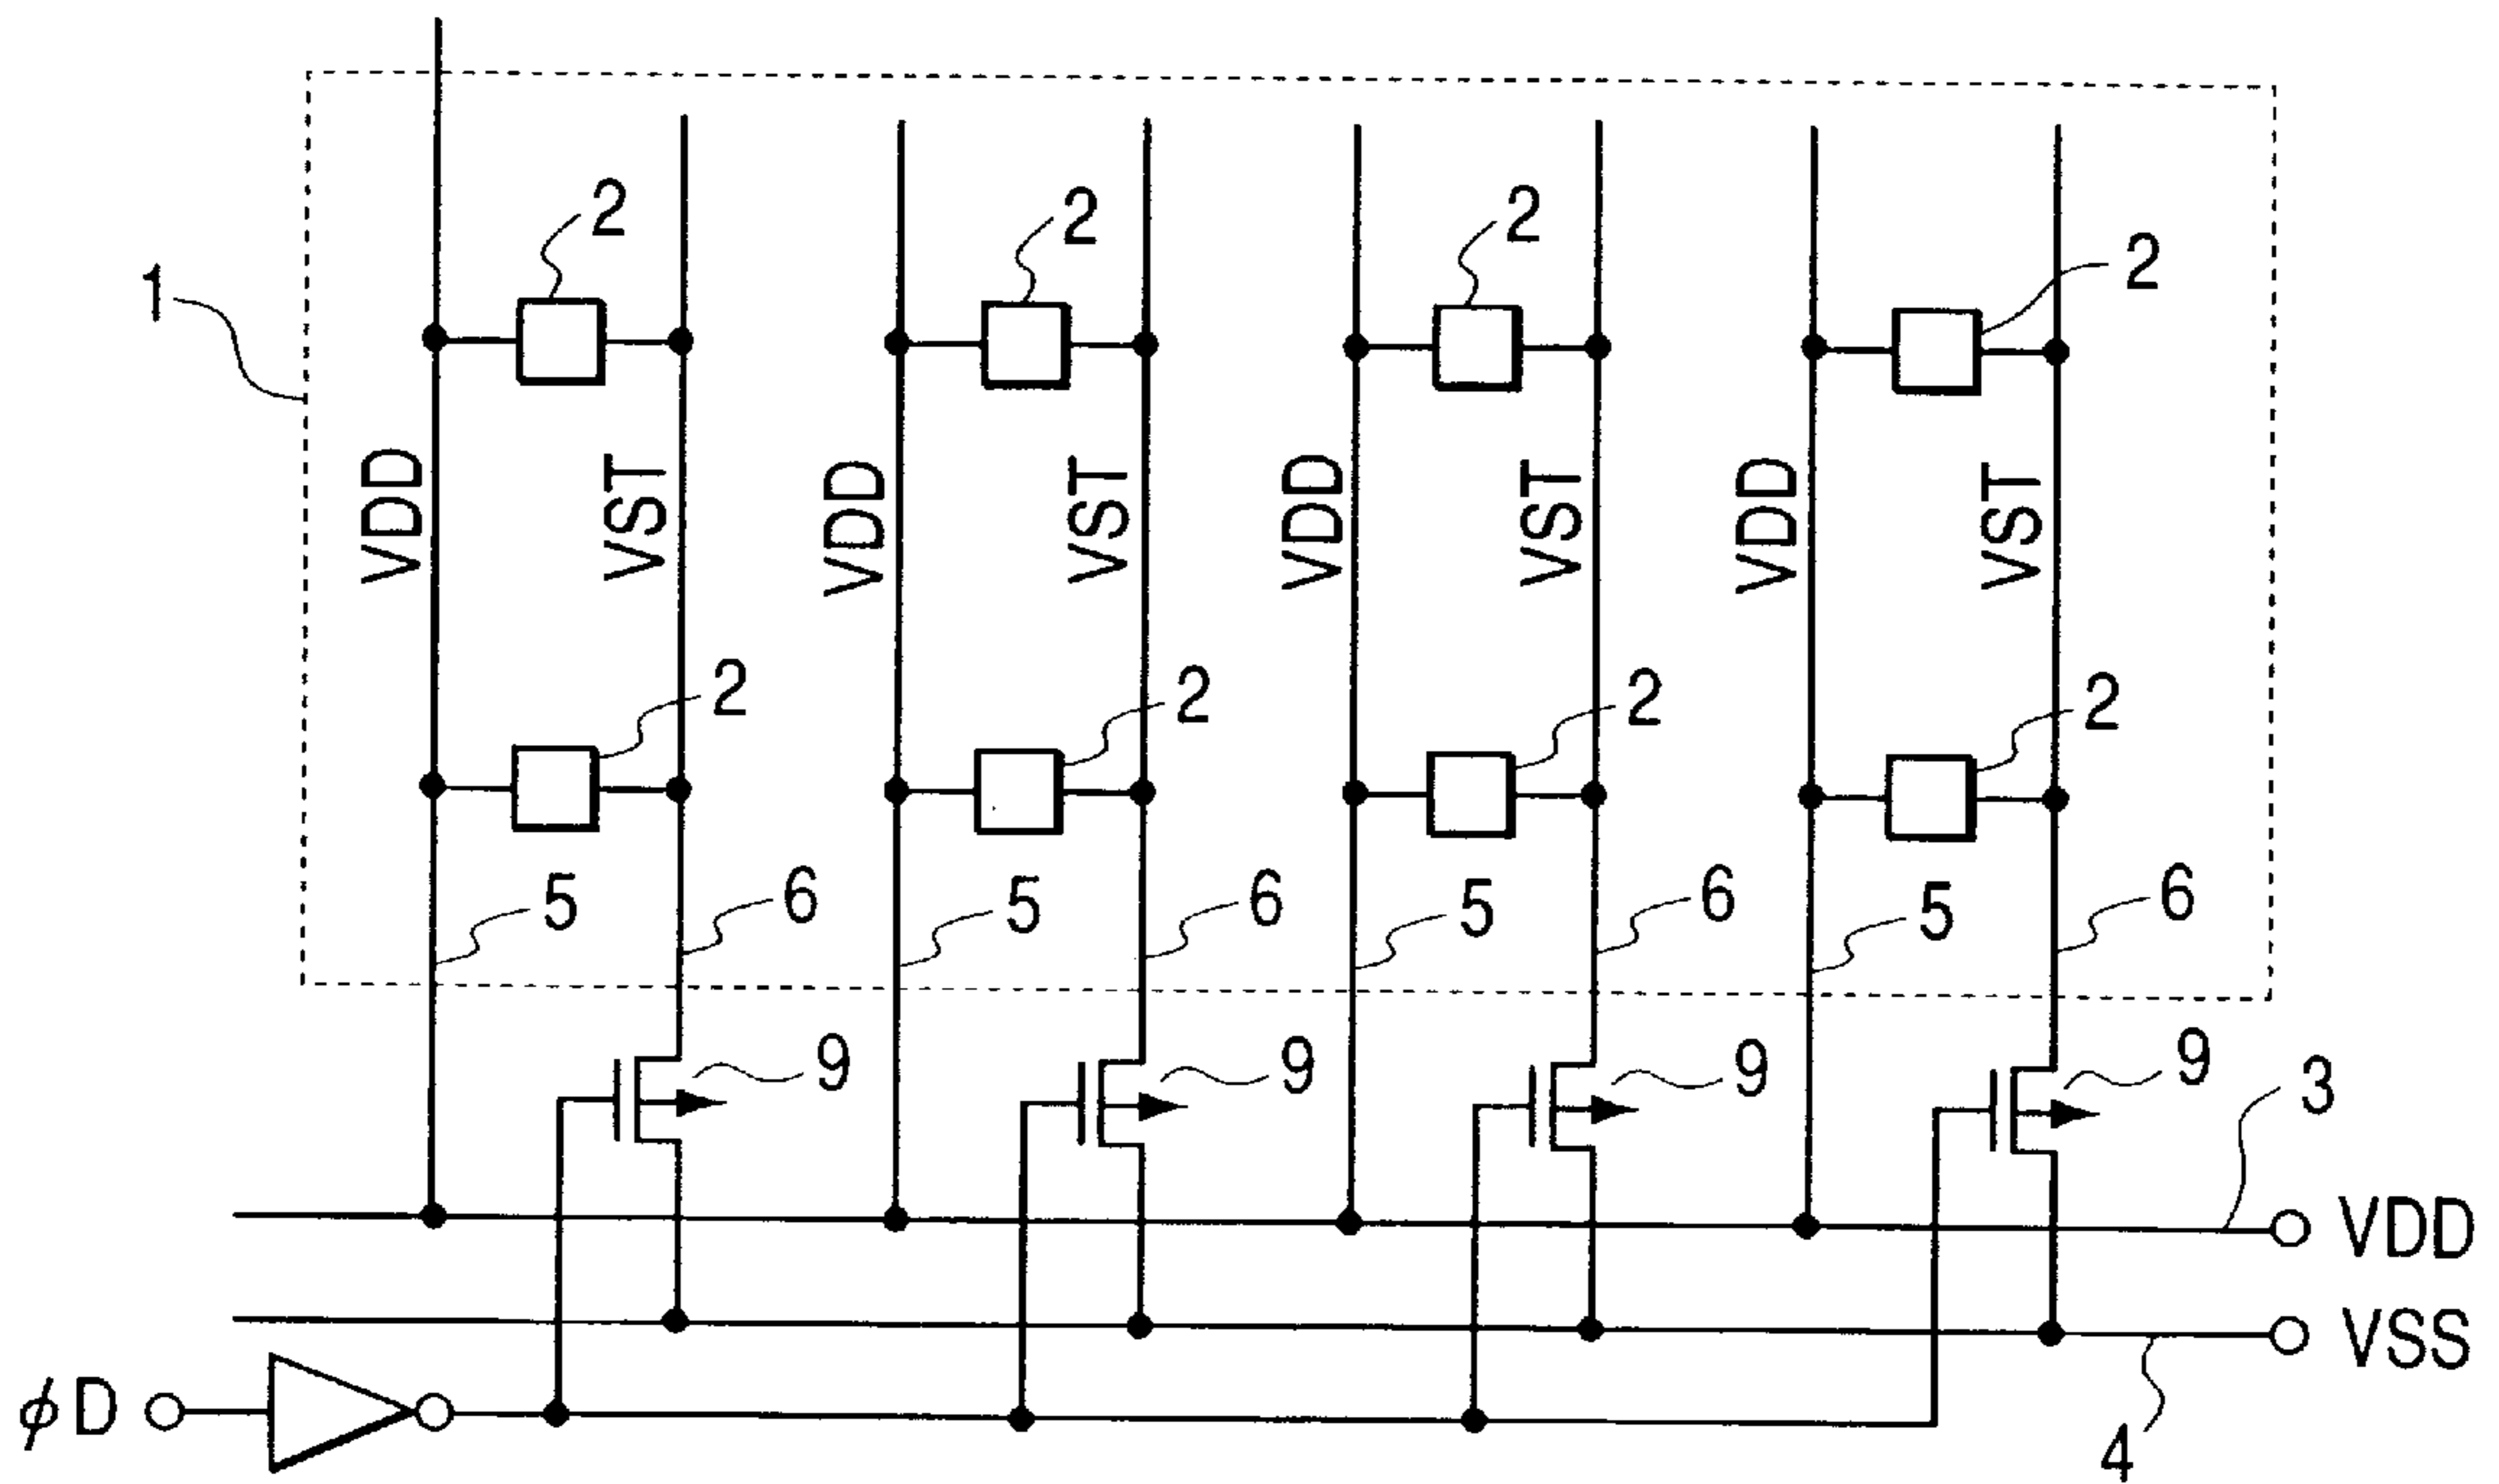 2 2 2 2
1
VDD VST VDD VST VDD VST VDD VST
2 2 2 2
5 6 5 6 5 6 5 6
9 9 9 9 3
VDD
VSS
φD
4